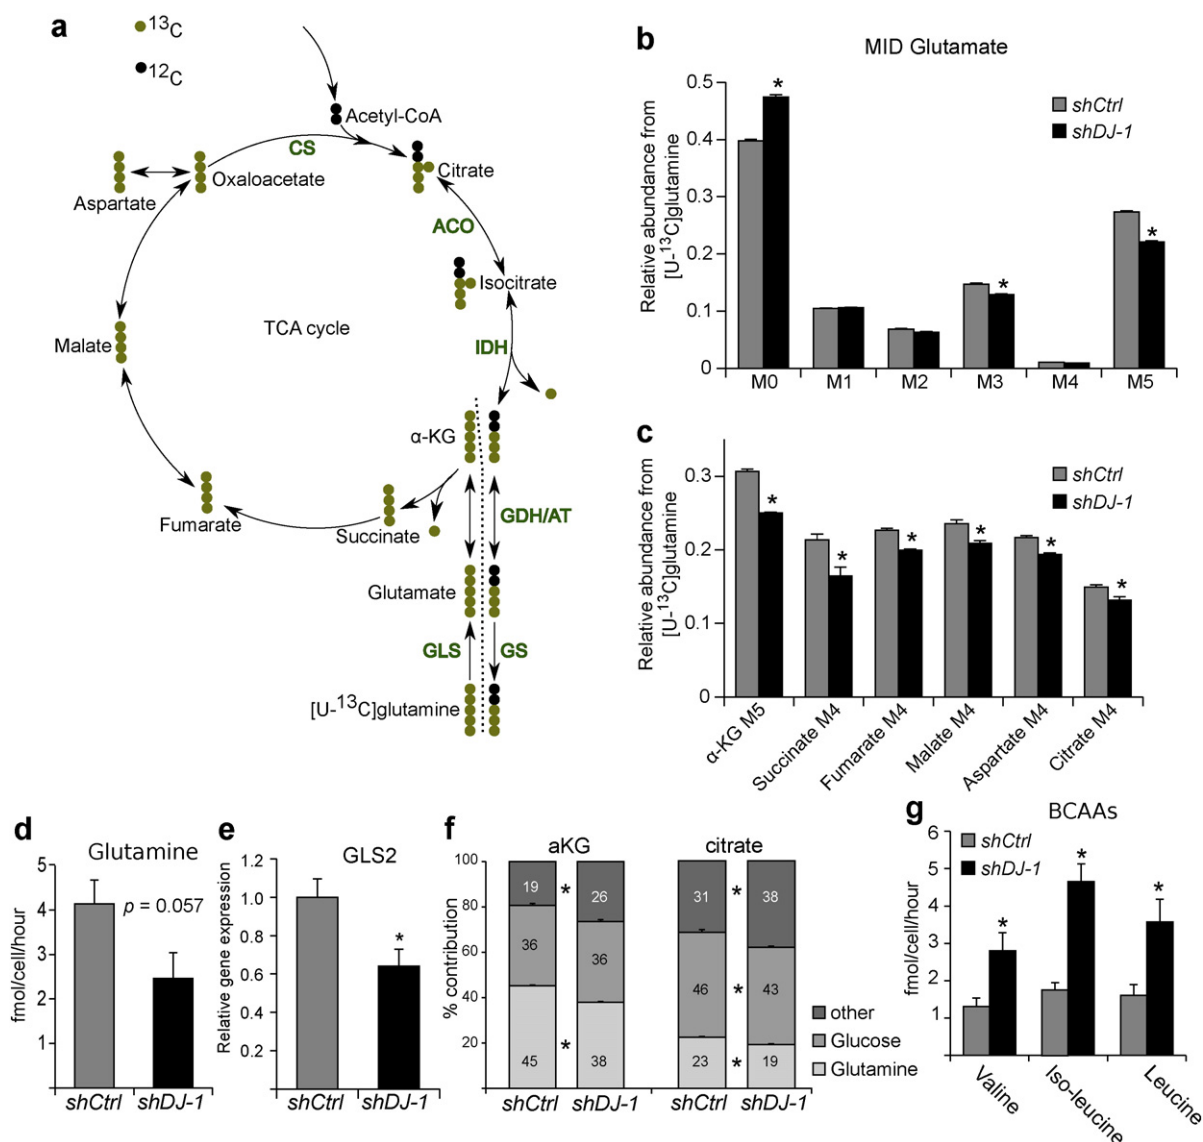 a
13C
12C
Acetyl-CoA
CS
Citrate
Oxaloacetate
Aspartate
ACO
Isocitrate
Malate
TCA cycle
IDH
α-KG
Fumarate
Succinate
GDH/AT
Glutamate
GLS
GS
[U-13C]glutamine
b
MID Glutamate
Relative abundance from
[U-13C]glutamine
0.5
0.4
0.3
0.2
0.1
0
* * *
shCtrl
shDJ-1
M0 M1 M2 M3 M4 M5
c
Relative abundance from
[U-13C]glutamine
0.3
0.2
0.1
0
* * * * * *
shCtrl
shDJ-1
α-KG M5
Succinate M4
Fumarate M4
Malate M4
Aspartate M4
Citrate M4
d
Glutamine
fmol/cell/hour
5
4
3
2
1
p = 0.057
shCtrl shDJ-1
e
GLS2
Relative gene expression
1.2
1.0
0.8
0.6
0.4
0.2
*
shCtrl shDJ-1
f
aKG citrate
% contribution
100
80
60
40
20
19 * 26 31 * 38
36 36 46 * 43
45 * 38 23 * 19
shCtrl shDJ-1 shCtrl shDJ-1
other
Glucose
Glutamine
g
BCAAs
fmol/cell/hour
6
5
4
3
2
1
0
shCtrl
shDJ-1
* * *
Valine
Iso-leucine
Leucine